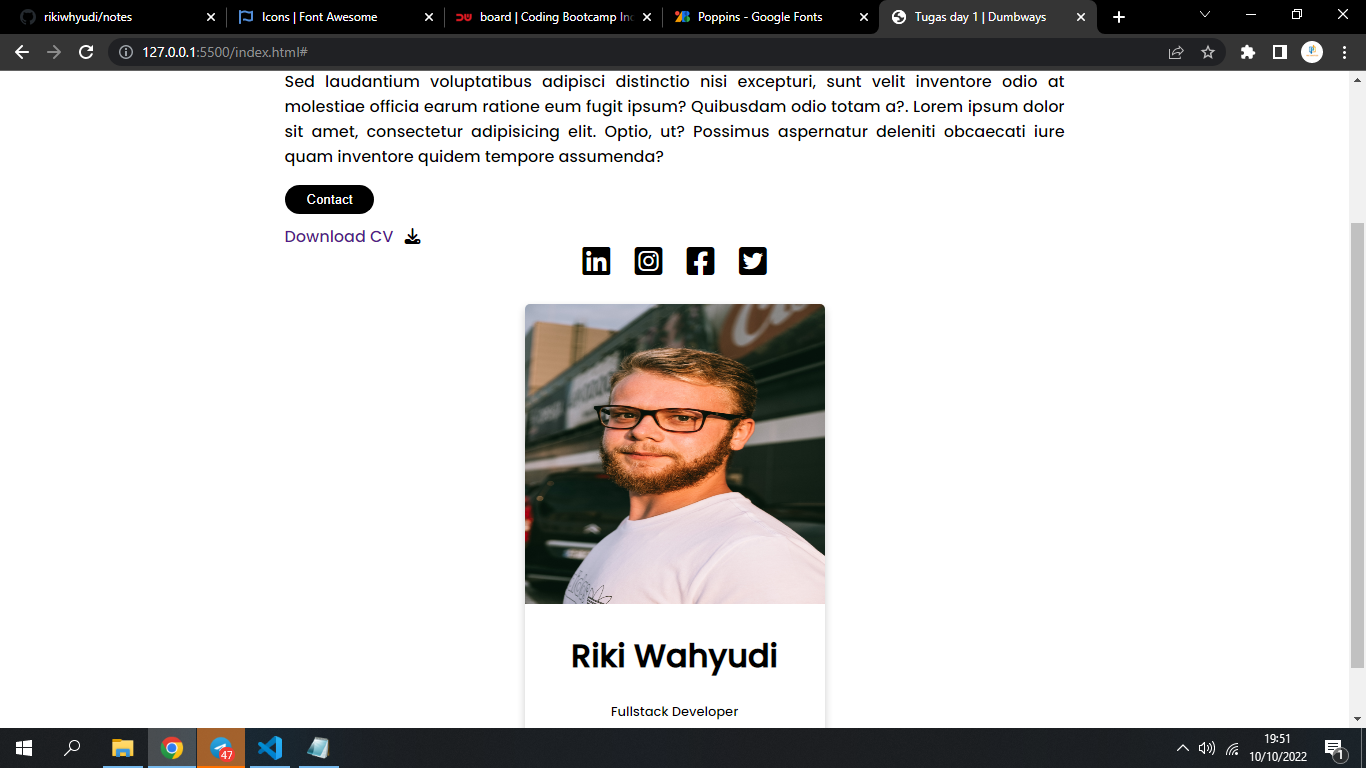 rikiwhyudi/notes
Icons | Font Awesome
board | Coding Bootcamp Inc
Poppins - Google Fonts
Tugas day 1 | Dumbways
127.0.0.1:5500/index.html#
Sed laudantium voluptatibus adipisci distinctio nisi excepturi, sunt velit inventore odio at
molestiae officia earum ratione eum fugit ipsum? Quibusdam odio totam a?. Lorem ipsum dolor
sit amet, consectetur adipisicing elit. Optio, ut? Possimus aspernatur deleniti obcaecati iure
quam inventore quidem tempore assumenda?
Contact
Download CV
Riki Wahyudi
Fullstack Developer
47
19:51
10/10/2022
1